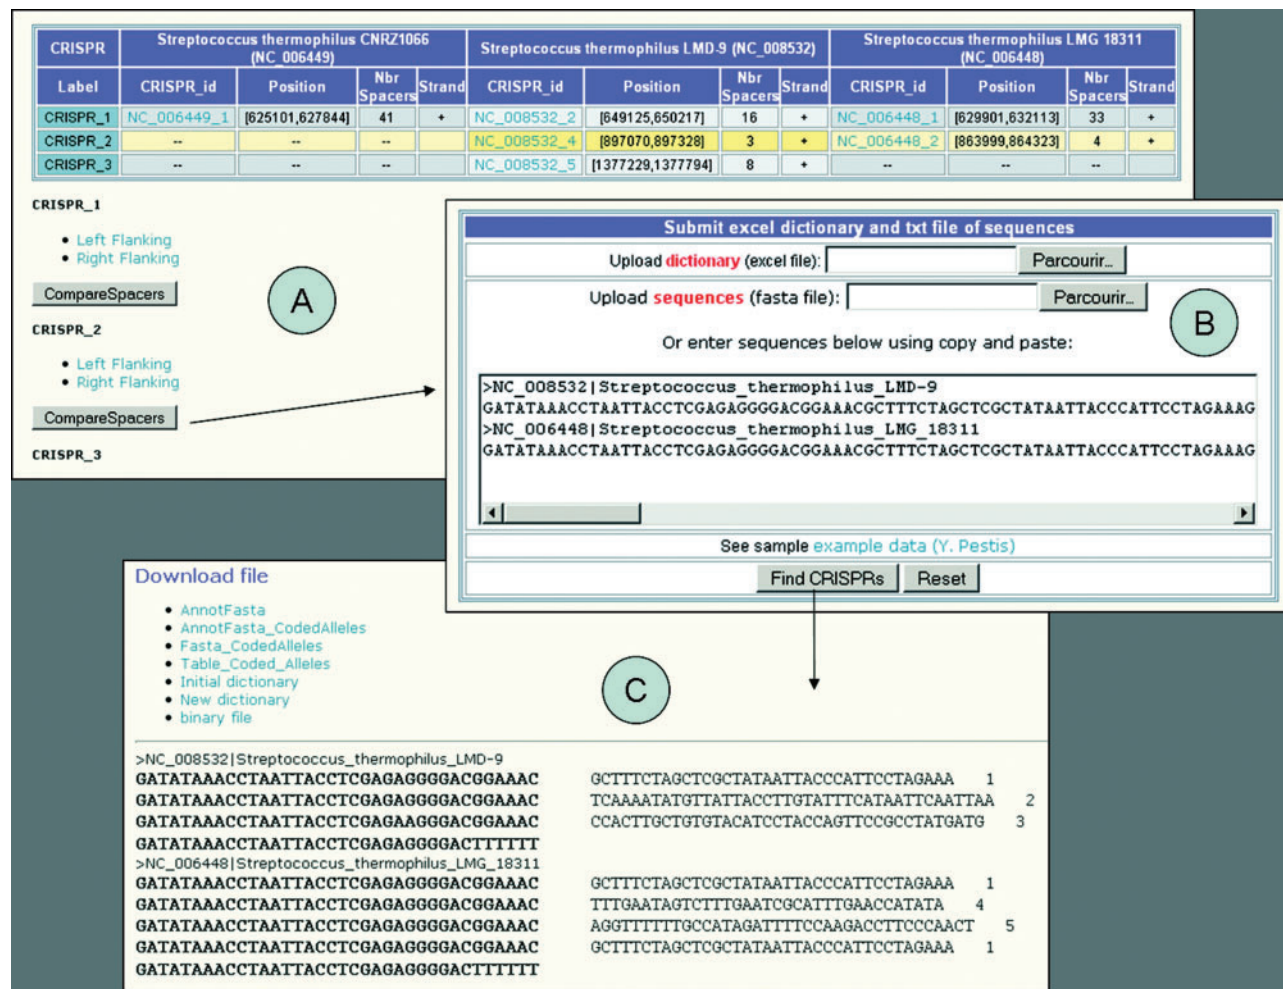 CRISPR Streptococcus thermophilus CNRZ1066 (NC_006449) Streptococcus thermophilus LMD-9 (NC_008532) Streptococcus thermophilus LMG 18311 (NC_006448)
Label CRISPR_id Position Nbr Spacers Strand CRISPR_id Position Nbr Spacers Strand CRISPR_id Position Nbr Spacers Strand
CRISPR_1 NC_006449_1 [625101,627844] 41 + NC_008532_2 [649125,650217] 16 + NC_006448_1 [629901,632113] 33 +
CRISPR_2 -- -- -- NC_008532_4 [897070,897328] 3 + NC_006448_2 [863999,864323] 4 +
CRISPR_3 -- -- -- NC_008532_5 [1377229,1377794] 8 + -- -- --
CRISPR_1
• Left Flanking
• Right Flanking
CompareSpacers
A
CRISPR_2
• Left Flanking
• Right Flanking
CompareSpacers
CRISPR_3
Submit excel dictionary and txt file of sequences
Upload dictionary (excel file): Parcourir...
Upload sequences (fasta file): Parcourir...
B
Or enter sequences below using copy and paste:
>NC_008532|Streptococcus_thermophilus_LMD-9
GATATAAACCTAATTACCTCGAGAGGGGACGGAAACGCTTTCTAGCTCGCTATAATTACCCATTCCTAGAAAG
>NC_006448|Streptococcus_thermophilus_LMG_18311
GATATAAACCTAATTACCTCGAGAGGGGACGGAAACGCTTTCTAGCTCGCTATAATTACCCATTCCTAGAAAG
See sample example data (Y. Pestis)
Find CRISPRs Reset
Download file
• AnnotFasta
• AnnotFasta_CodedAlleles
• Fasta_CodedAlleles
• Table_Coded_Alleles
• Initial dictionary
• New dictionary
• binary file
C
>NC_008532|Streptococcus_thermophilus_LMD-9
GATATAAACCTAATTACCTCGAGAGGGGACGGAAAC GCTTTCTAGCTCGCTATAATTACCCATTCCTAGAAA 1
GATATAAACCTAATTACCTCGAGAGGGGACGGAAAC TCAAAATATGTTATTACCTTGTATTTCATAATTCAATTAA 2
GATATAAACCTAATTACCTCGAGAAGGGACGGAAAC CCACTTGCTGTGTACATCCTACCAGTTCCGCCTATGATG 3
GATATAAACCTAATTACCTCGAGAGGGGACTTTTTT
>NC_006448|Streptococcus_thermophilus_LMG_18311
GATATAAACCTAATTACCTCGAGAGGGGACGGAAAC GCTTTCTAGCTCGCTATAATTACCCATTCCTAGAAA 1
GATATAAACCTAATTACCTCGAGAGGGGACGGAAAC TTTGAATAGTCTTTGAATCGCATTTGAACCATATA 4
GATATAAACCTAATTACCTCGAGAGGGGACGGAAAC AGGTTTTTTGCCATAGATTTTCCAAGACCTTCCCAACT 5
GATATAAACCTAATTACCTCGAGAGGGGACGGAAAC GCTTTCTAGCTCGCTATAATTACCCATTCCTAGAAA 1
GATATAAACCTAATTACCTCGAGAGGGGACTTTTTT